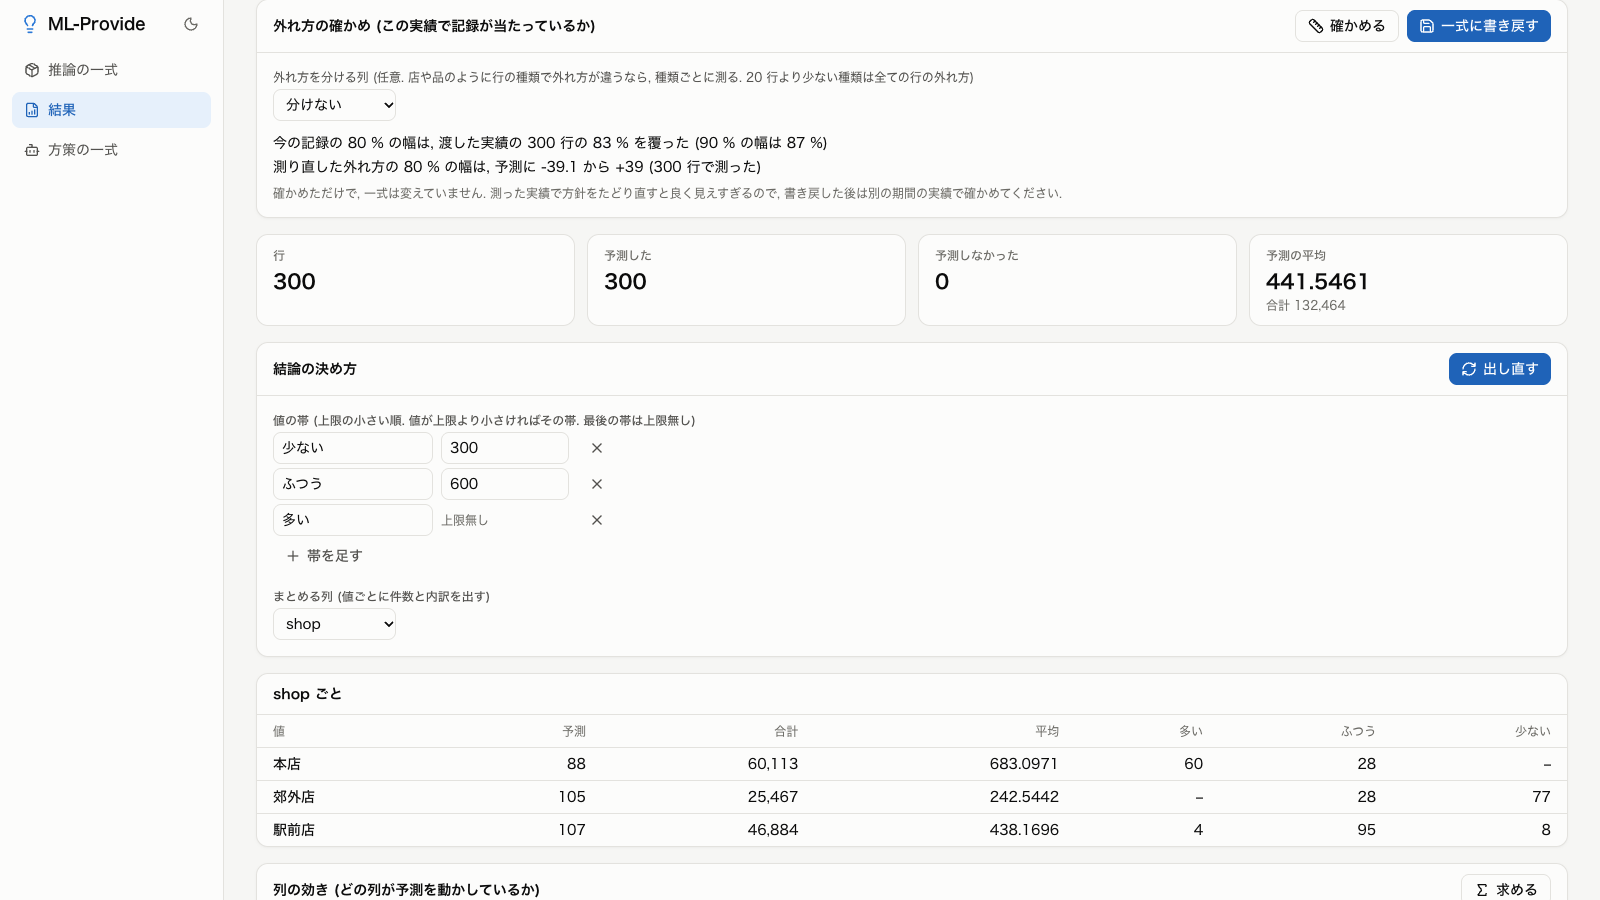 ML-Provide
推論の一式
結果
方策の一式
外れ方の確かめ (この実績で記録が当たっているか)
確かめる
一式に書き戻す
外れ方を分ける列 (任意. 店や品のように行の種類で外れ方が違うなら, 種類ごとに測る. 20 行より少ない種類は全ての行の外れ方)
分けない
今の記録の 80 % の幅は, 渡した実績の 300 行の 83 % を覆った (90 % の幅は 87 %)
測り直した外れ方の 80 % の幅は, 予測に -39.1 から +39 (300 行で測った)
確かめただけで, 一式は変えていません. 測った実績で方針をたどり直すと良く見えすぎるので, 書き戻した後は別の期間の実績で確かめてください.
行
300
予測した
300
予測しなかった
0
予測の平均
441.5461
合計 132,464
結論の決め方
出し直す
値の帯 (上限の小さい順. 値が上限より小さければその帯. 最後の帯は上限無し)
少ない 300
ふつう 600
多い 上限無し
帯を足す
まとめる列 (値ごとに件数と内訳を出す)
shop
shop ごと
値 予測 合計 平均 多い ふつう 少ない
本店 88 60,113 683.0971 60 28 –
郊外店 105 25,467 242.5442 – 28 77
駅前店 107 46,884 438.1696 4 95 8
列の効き (どの列が予測を動かしているか)
求める